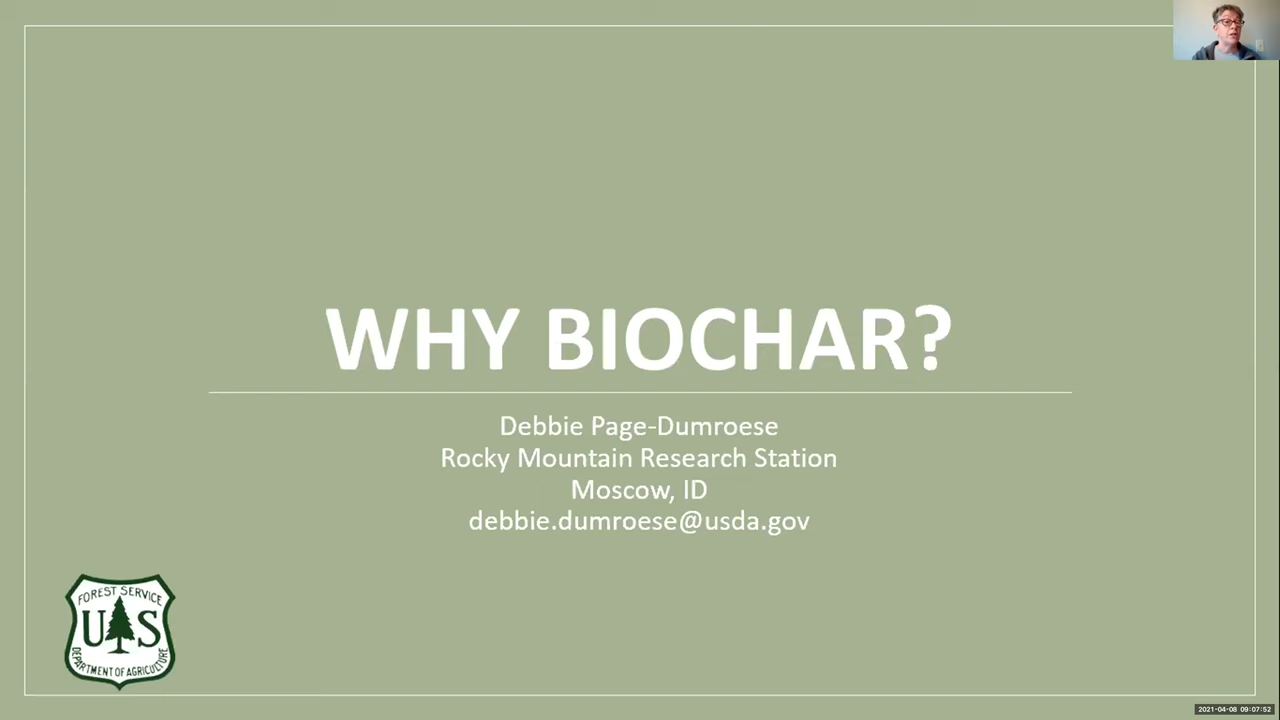 WHY BIOCHAR?
Debbie Page-Dumroese
Rocky Mountain Research Station
Moscow, ID
debbie.dumroese@usda.gov
FOREST SERVICE
U S
DEPARTMENT OF AGRICULTURE
2021-04-08 09:07:52